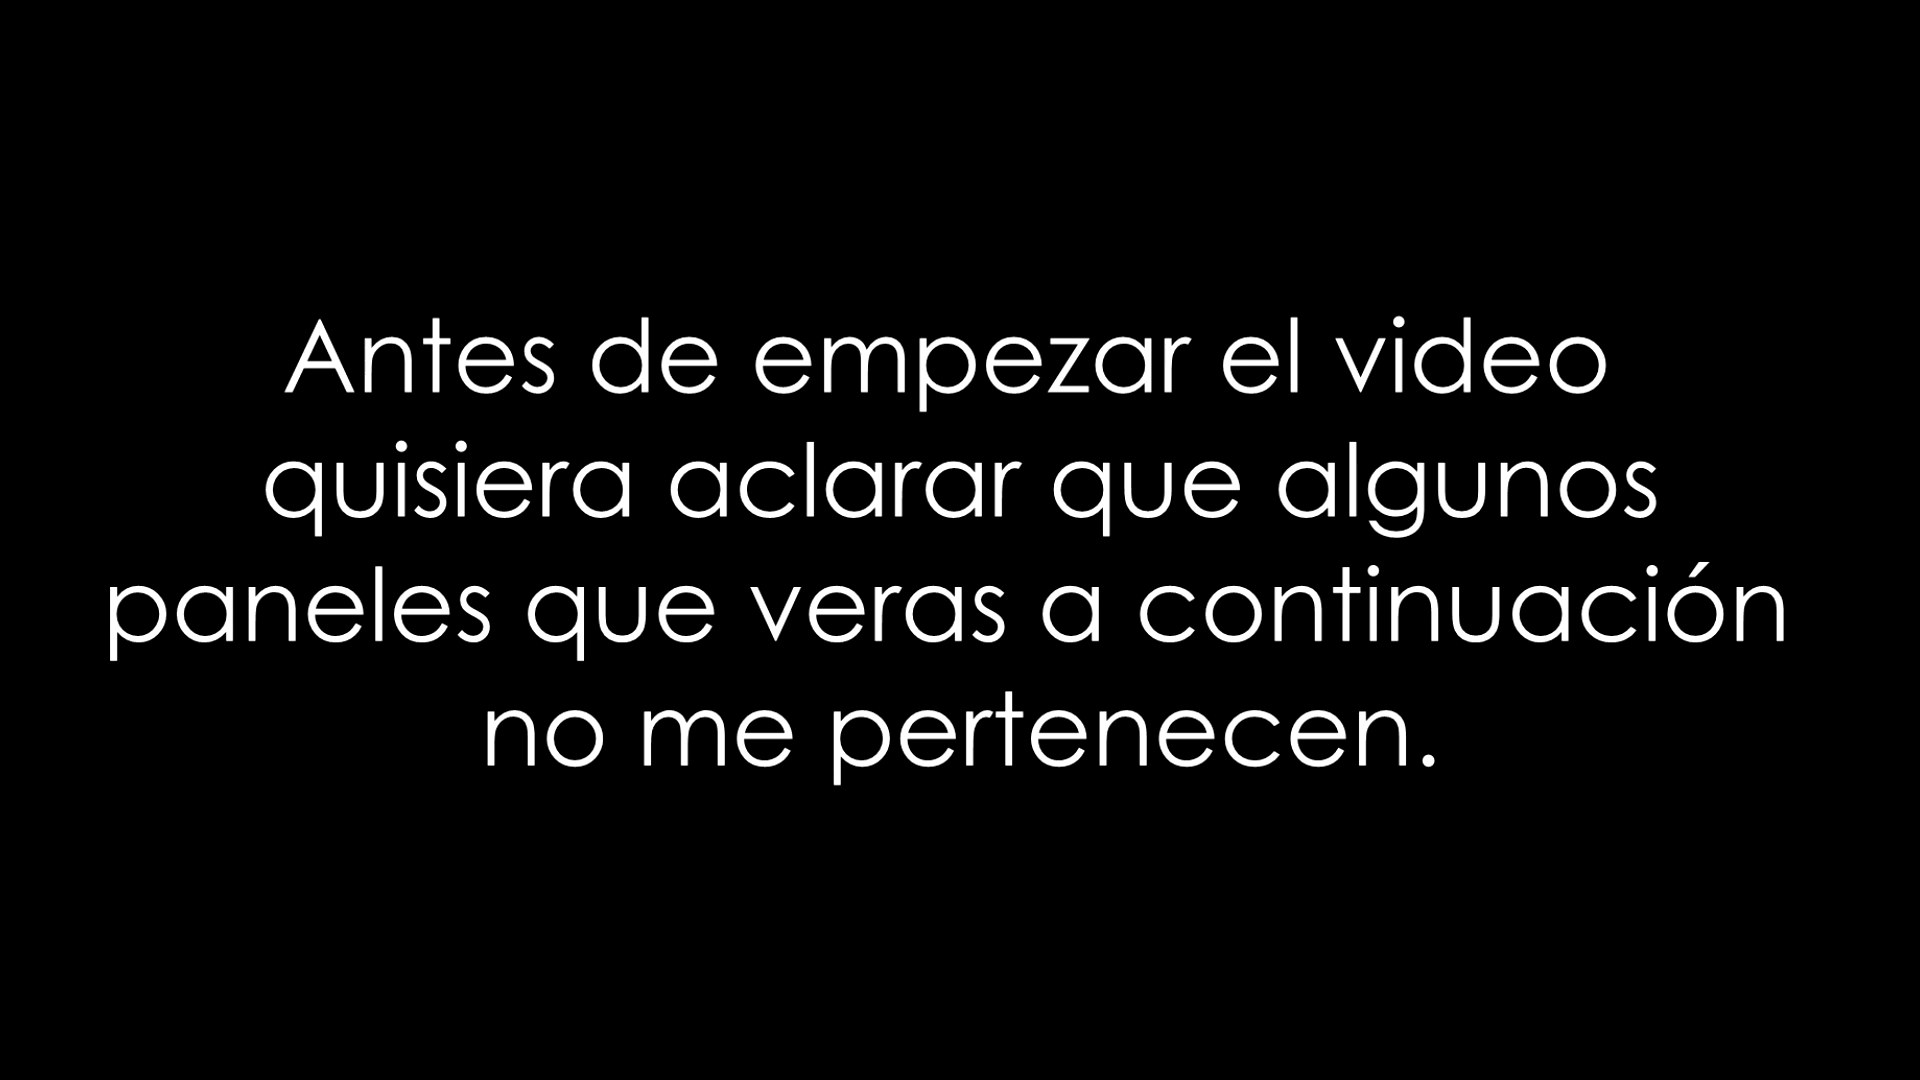 Antes de empezar el video
quisiera aclarar que algunos
paneles que veras a continuación
no me pertenecen.